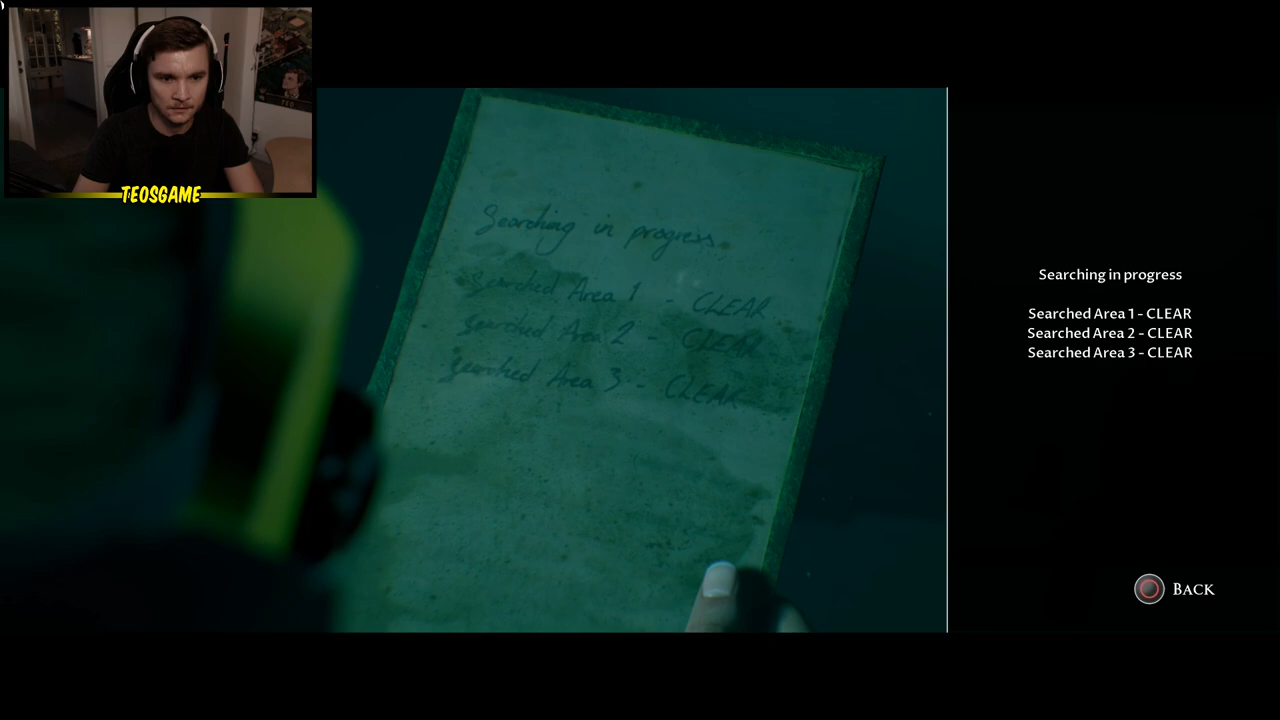 TEOSGAME
Searching in progress
Searched Area 1 - CLEAR
Searched Area 2 - CLEAR
Searched Area 3 - CLEAR
Searching in progress
Searched Area 1 - CLEAR
Searched Area 2 - CLEAR
Searched Area 3 - CLEAR
BACK